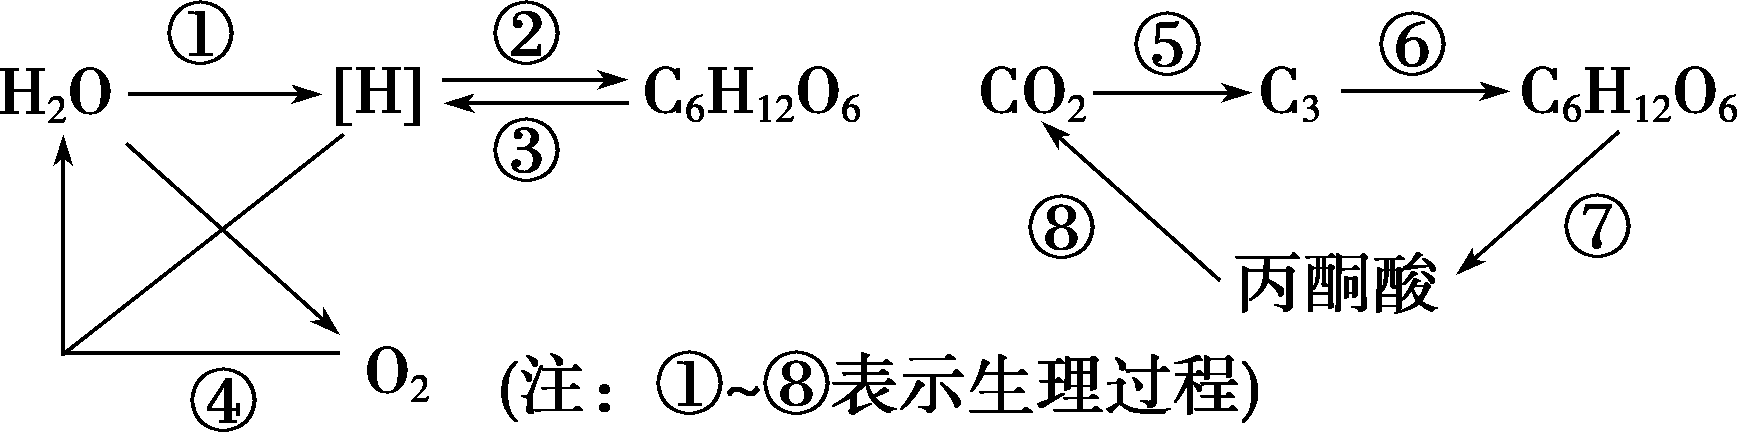 ① ② ⑤ ⑥
H₂O [H] C₆H₁₂O₆ CO₂ C₃ C₆H₁₂O₆
③
⑧ ⑦
丙酮酸
④ O₂ (注：①~⑧表示生理过程)